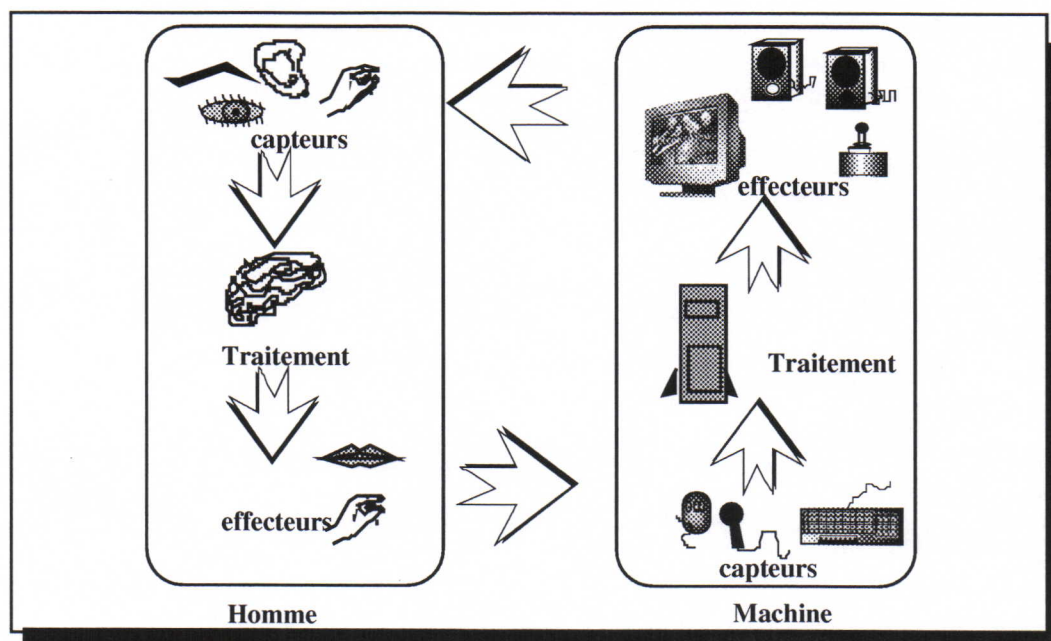 capteurs
Traitement
effecteurs
Homme
effecteurs
Traitement
capteurs
Machine